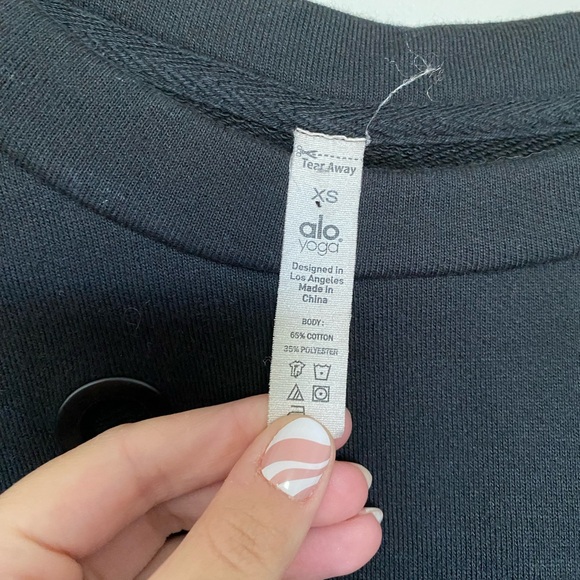 Tear Away
XS
alo
yoga
Designed in
Los Angeles
Made in
China
BODY:
65% COTTON
35% POLYESTER